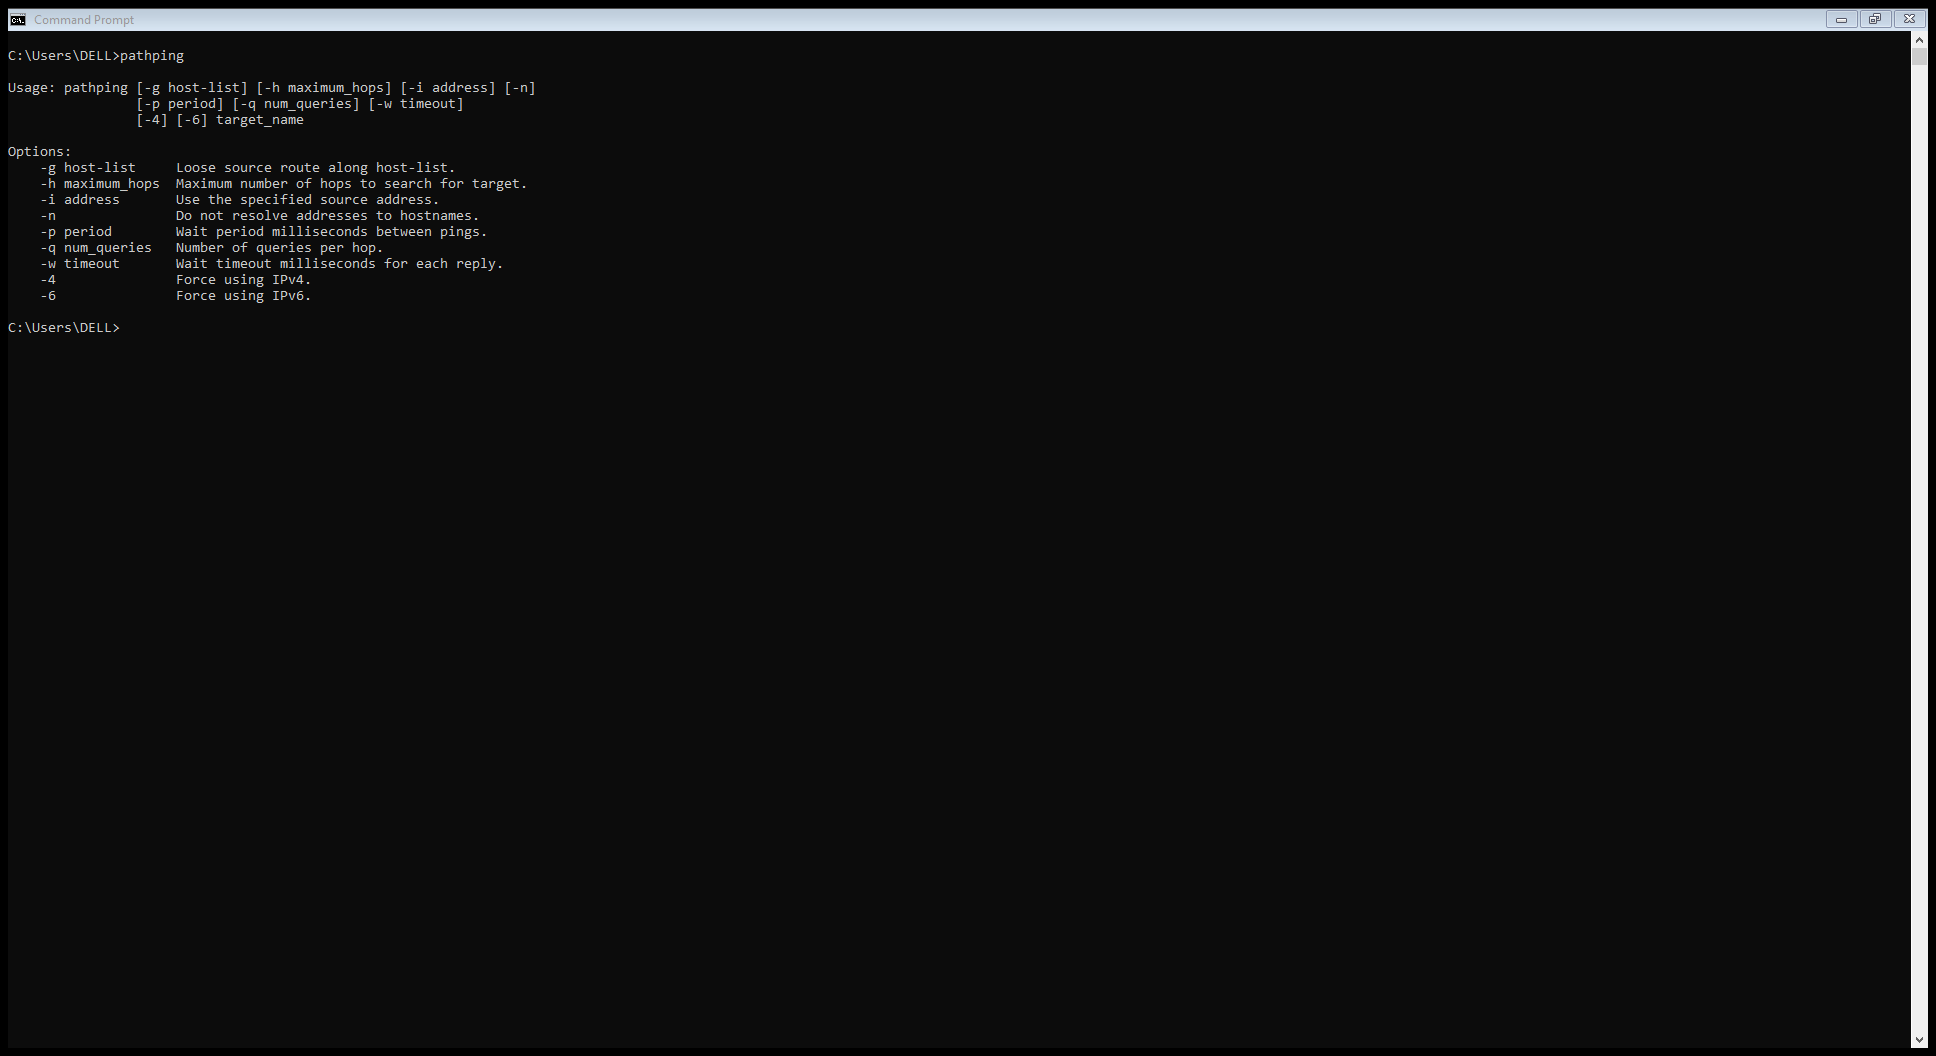 Command Prompt
C:\Users\DELL>pathping
Usage: pathping [-g host-list] [-h maximum_hops] [-i address] [-n]
                [-p period] [-q num_queries] [-w timeout]
                [-4] [-6] target_name
Options:
    -g host-list     Loose source route along host-list.
    -h maximum_hops  Maximum number of hops to search for target.
    -i address       Use the specified source address.
    -n               Do not resolve addresses to hostnames.
    -p period        Wait period milliseconds between pings.
    -q num_queries   Number of queries per hop.
    -w timeout       Wait timeout milliseconds for each reply.
    -4               Force using IPv4.
    -6               Force using IPv6.
C:\Users\DELL>